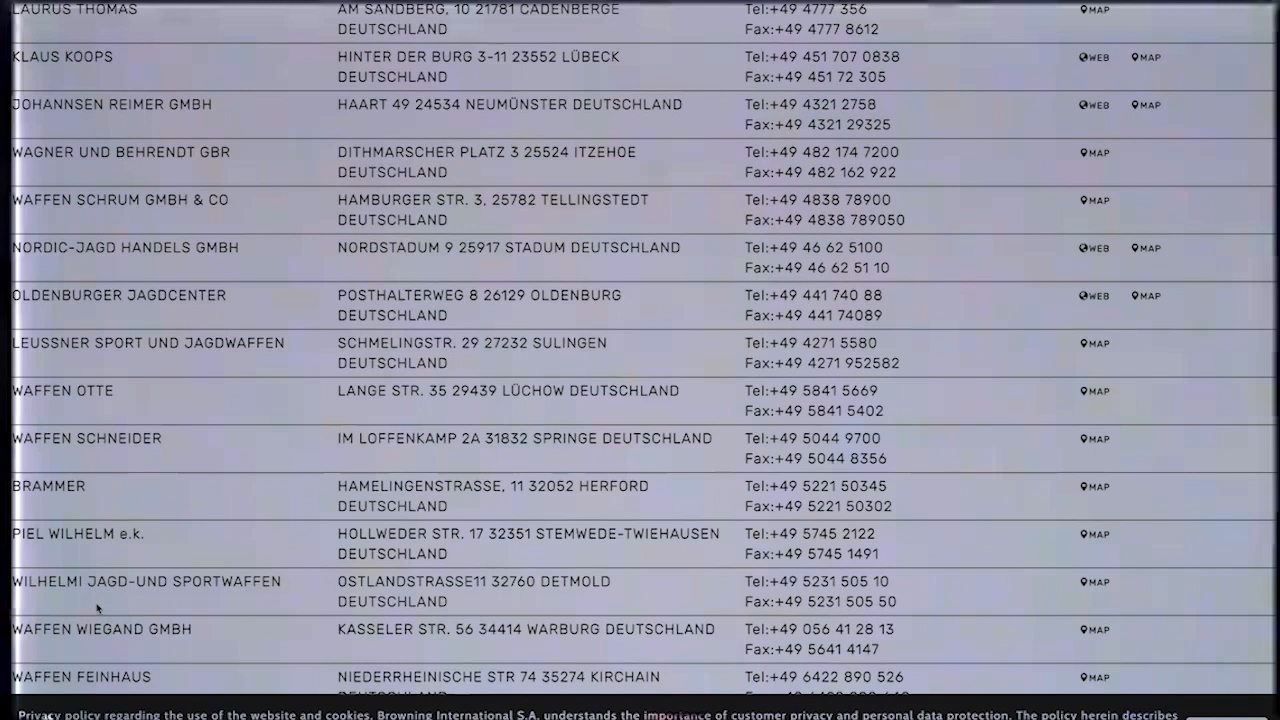 LAURUS THOMAS AM SANDBERG, 10 21781 CADENBERGE Tel:+49 4777 356 MAP
DEUTSCHLAND Fax:+49 4777 8612
KLAUS KOOPS HINTER DER BURG 3-11 23552 LÜBECK Tel:+49 451 707 0838 WEB MAP
DEUTSCHLAND Fax:+49 451 72 305
JOHANNSEN REIMER GMBH HAART 49 24534 NEUMÜNSTER DEUTSCHLAND Tel:+49 4321 2758 WEB MAP
Fax:+49 4321 29325
WAGNER UND BEHRENDT GBR DITHMARSCHER PLATZ 3 25524 ITZEHOE Tel:+49 482 174 7200 MAP
DEUTSCHLAND Fax:+49 482 162 922
WAFFEN SCHRUM GMBH & CO HAMBURGER STR. 3, 25782 TELLINGSTEDT Tel:+49 4838 78900 MAP
DEUTSCHLAND Fax:+49 4838 789050
NORDIC-JAGD HANDELS GMBH NORDSTADUM 9 25917 STADUM DEUTSCHLAND Tel:+49 46 62 5100 WEB MAP
Fax:+49 46 62 51 10
OLDENBURGER JAGDCENTER POSTHALTERWEG 8 26129 OLDENBURG Tel:+49 441 740 88 WEB MAP
DEUTSCHLAND Fax:+49 441 74089
LEUSSNER SPORT UND JAGDWAFFEN SCHMELINGSTR. 29 27232 SULINGEN Tel:+49 4271 5580 MAP
DEUTSCHLAND Fax:+49 4271 952582
WAFFEN OTTE LANGE STR. 35 29439 LÜCHOW DEUTSCHLAND Tel:+49 5841 5669 MAP
Fax:+49 5841 5402
WAFFEN SCHNEIDER IM LOFFENKAMP 2A 31832 SPRINGE DEUTSCHLAND Tel:+49 5044 9700 MAP
Fax:+49 5044 8356
BRAMMER HAMELINGENSTRASSE, 11 32052 HERFORD Tel:+49 5221 50345 MAP
DEUTSCHLAND Fax:+49 5221 50302
PIEL WILHELM e.k. HOLLWEDER STR. 17 32351 STEMWEDE-TWIEHAUSEN Tel:+49 5745 2122 MAP
DEUTSCHLAND Fax:+49 5745 1491
WILHELMI JAGD-UND SPORTWAFFEN OSTLANDSTRASSE11 32760 DETMOLD Tel:+49 5231 505 10 MAP
DEUTSCHLAND Fax:+49 5231 505 50
WAFFEN WIEGAND GMBH KASSELER STR. 56 34414 WARBURG DEUTSCHLAND Tel:+49 056 41 28 13 MAP
Fax:+49 5641 4147
WAFFEN FEINHAUS NIEDERRHEINISCHE STR 74 35274 KIRCHAIN Tel:+49 6422 890 526 MAP
Privacy policy regarding the use of the website and cookies. Browning International S.A. understands the importance of customer privacy and personal data protection. The policy herein describes